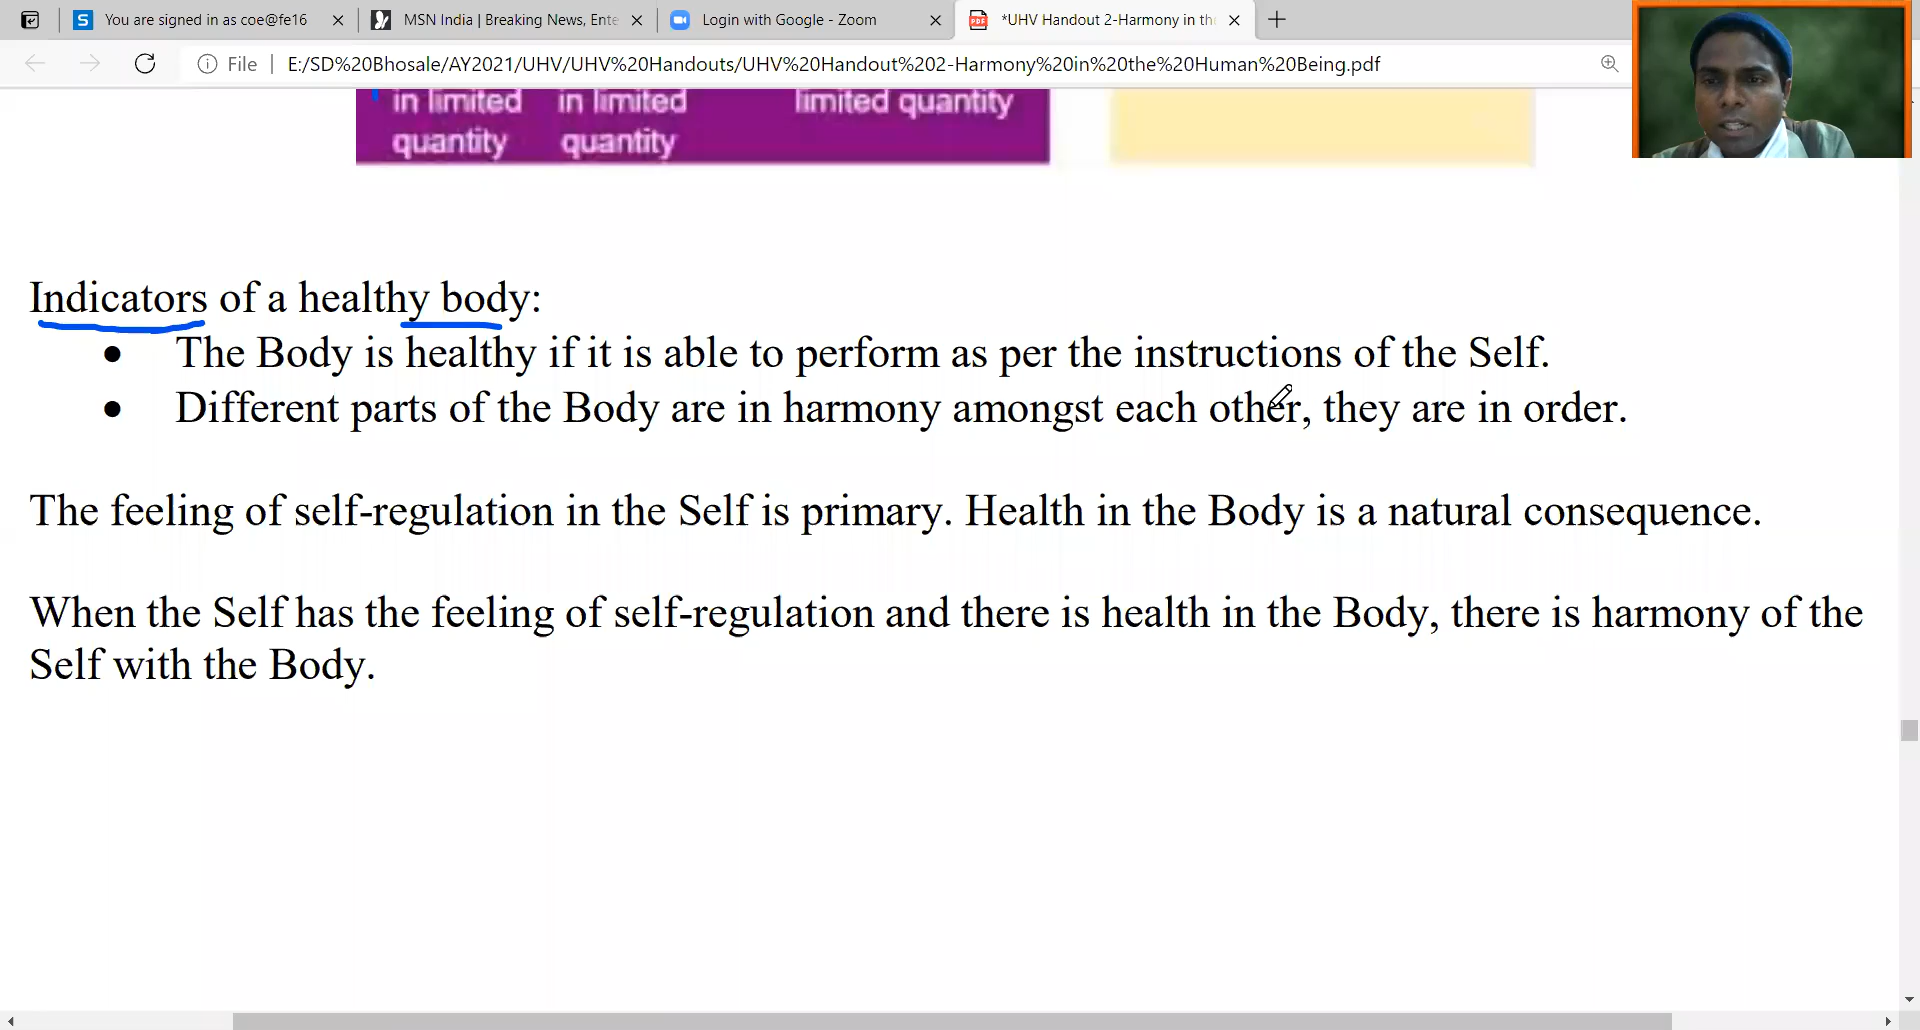 You are signed in as coe@fe16
MSN India | Breaking News, Ente
Login with Google - Zoom
*UHV Handout 2-Harmony in th
File | E:/SD%20Bhosale/AY2021/UHV/UHV%20Handouts/UHV%20Handout%202-Harmony%20in%20the%20Human%20Being.pdf
in limited in limited limited quantity
quantity quantity
Indicators of a healthy body:
• The Body is healthy if it is able to perform as per the instructions of the Self.
• Different parts of the Body are in harmony amongst each other, they are in order.
The feeling of self-regulation in the Self is primary. Health in the Body is a natural consequence.
When the Self has the feeling of self-regulation and there is health in the Body, there is harmony of the
Self with the Body.